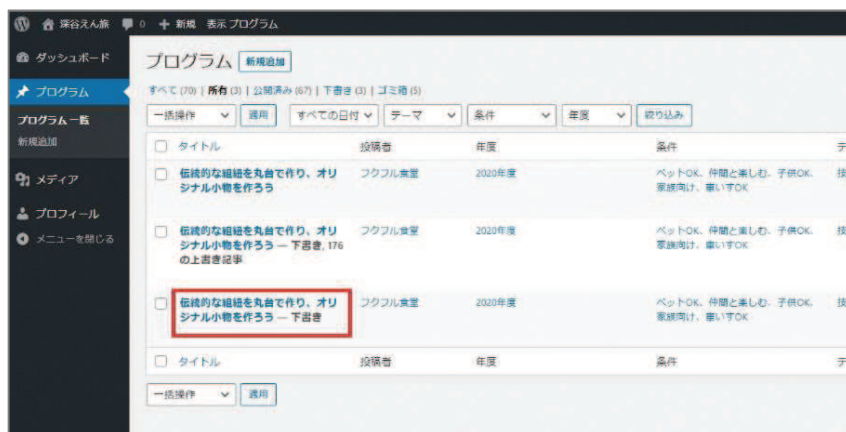 深谷えん旅 0 新規 表示 プログラム
ダッシュボード
プログラム
プログラム一覧
新規追加
メディア
プロフィール
メニューを閉じる
プログラム 新規追加
すべて (70) | 所有 (3) | 公開済み (67) | 下書き (3) | ゴミ箱 (5)
一括操作 適用 すべての日付 テーマ 条件 年度 絞り込み
タイトル 投稿者 年度 条件 テ
伝統的な組紐を丸台で作り、オリ フクフル食堂 2020年度 ペットOK、仲間と楽しむ、子供OK、 技
ジナル小物を作ろう 家族向け、車いすOK
伝統的な組紐を丸台で作り、オリ フクフル食堂 2020年度 ペットOK、仲間と楽しむ、子供OK、 技
ジナル小物を作ろう — 下書き, 176 家族向け、車いすOK
の上書き記事
伝統的な組紐を丸台で作り、オリ フクフル食堂 2020年度 ペットOK、仲間と楽しむ、子供OK、 技
ジナル小物を作ろう — 下書き 家族向け、車いすOK
タイトル 投稿者 年度 条件 テ
一括操作 適用